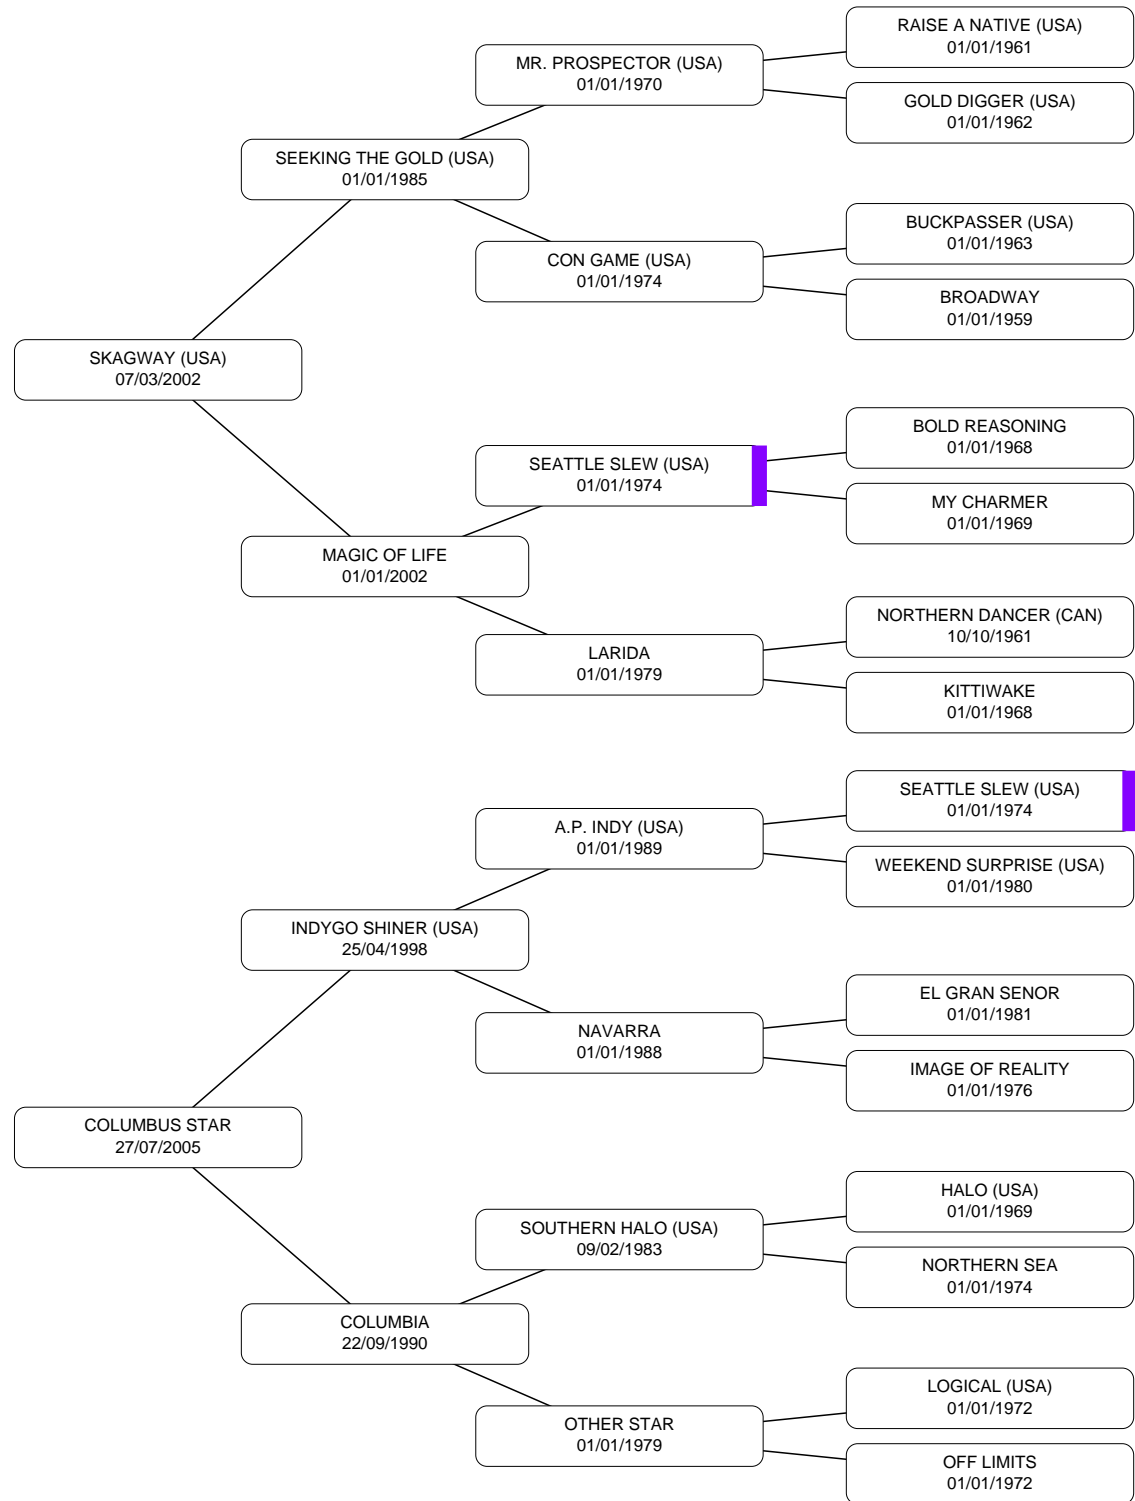 RAISE A NATIVE (USA)
01/01/1961
MR. PROSPECTOR (USA)
01/01/1970
GOLD DIGGER (USA)
01/01/1962
SEEKING THE GOLD (USA)
01/01/1985
BUCKPASSER (USA)
01/01/1963
CON GAME (USA)
01/01/1974
BROADWAY
01/01/1959
SKAGWAY (USA)
07/03/2002
BOLD REASONING
01/01/1968
SEATTLE SLEW (USA)
01/01/1974
MY CHARMER
01/01/1969
MAGIC OF LIFE
01/01/2002
NORTHERN DANCER (CAN)
10/10/1961
LARIDA
01/01/1979
KITTIWAKE
01/01/1968
SEATTLE SLEW (USA)
01/01/1974
A.P. INDY (USA)
01/01/1989
WEEKEND SURPRISE (USA)
01/01/1980
INDYGO SHINER (USA)
25/04/1998
EL GRAN SENOR
01/01/1981
NAVARRA
01/01/1988
IMAGE OF REALITY
01/01/1976
COLUMBUS STAR
27/07/2005
HALO (USA)
01/01/1969
SOUTHERN HALO (USA)
09/02/1983
NORTHERN SEA
01/01/1974
COLUMBIA
22/09/1990
LOGICAL (USA)
01/01/1972
OTHER STAR
01/01/1979
OFF LIMITS
01/01/1972